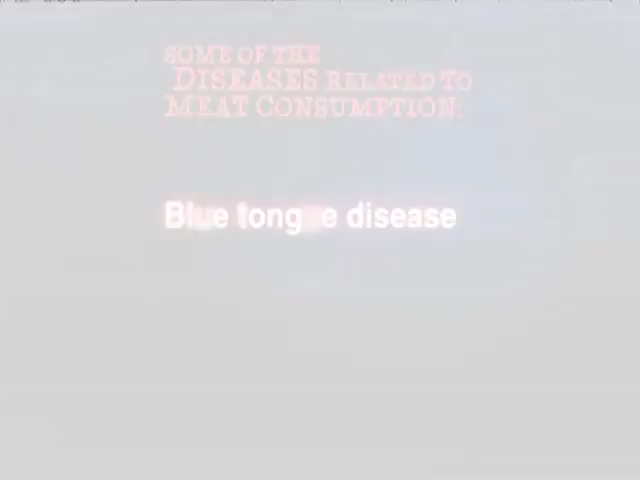 SOME OF THE
DISEASES RELATED TO
MEAT CONSUMPTION.
Blue tongue disease